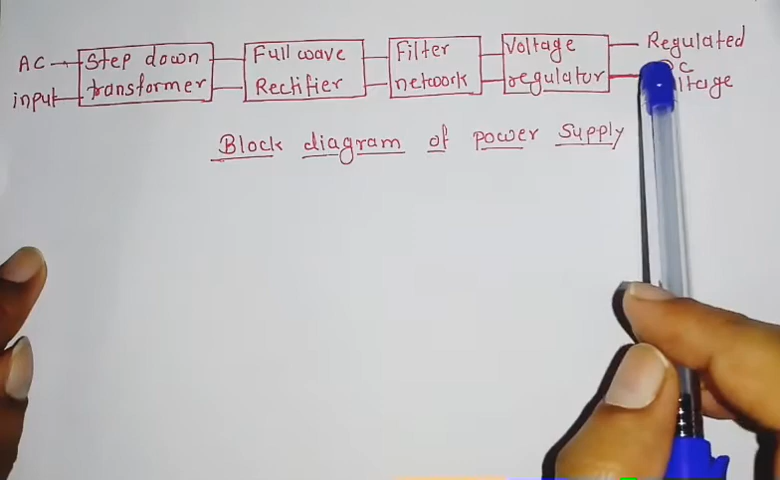 AC
input
Step down
transformer
Full wave
Rectifier
Filter
network
Voltage
regulator
Regulated
Block diagram of power Supply